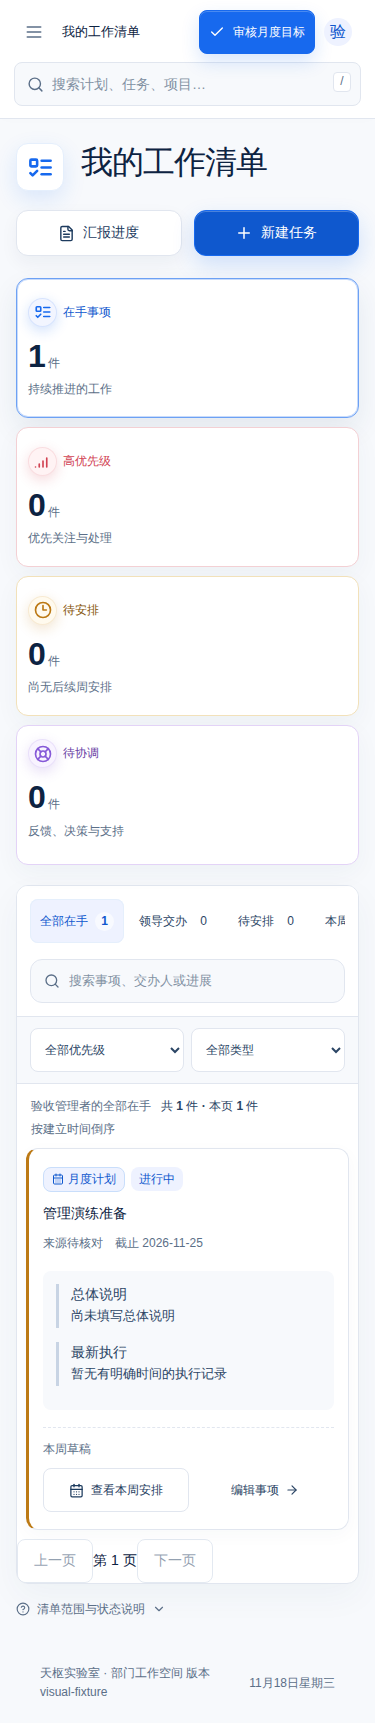 我的工作清单
审核月度目标
验
搜索计划、任务、项目…
/
我的工作清单
汇报进度
新建任务
在手事项
1 件
持续推进的工作
高优先级
0 件
优先关注与处理
待安排
0 件
尚无后续周安排
待协调
0 件
反馈、决策与支持
全部在手 1 领导交办 0 待安排 0 本周
搜索事项、交办人或进展
全部优先级
全部类型
验收管理者的全部在手 共 1 件 · 本页 1 件
按建立时间倒序
月度计划 进行中
管理演练准备
来源待核对 截止 2026-11-25
总体说明
尚未填写总体说明
最新执行
暂无有明确时间的执行记录
本周草稿
查看本周安排
编辑事项
上一页 第 1 页 下一页
清单范围与状态说明
天枢实验室 · 部门工作空间 版本
visual-fixture
11月18日星期三